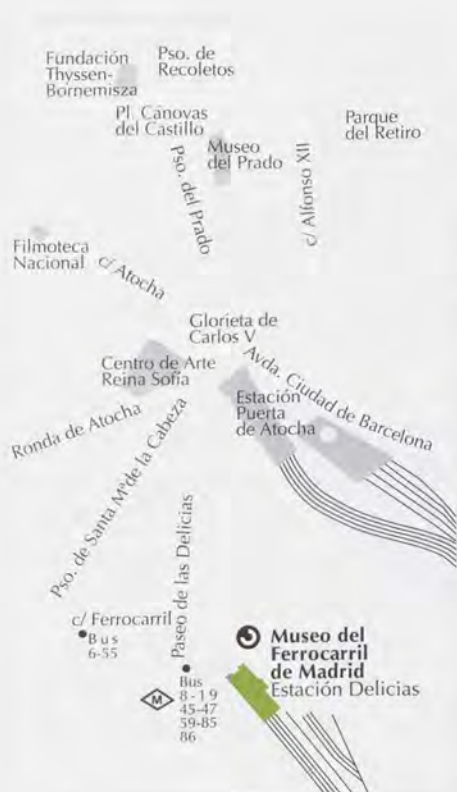 Fundación
Thyssen-
Bornemisza
Pso. de
Recoletos
Pl. Cánovas
del Castillo
Museo
del Prado
Parque
del Retiro
Pso. del Prado
c/ Alfonso XII
Filmoteca
Nacional
c/ Atocha
Glorieta de
Carlos V
Centro de Arte
Reina Sofía
Avda. Ciudad de Barcelona
Estación
Puerta
de Atocha
Ronda de Atocha
Pso. de Santa Mª de la Cabeza
Paseo de las Delicias
c/ Ferrocarril
Bus
6-55
M
Bus
8-19
45-47
59-85
86
Museo del
Ferrocarril
de Madrid
Estación Delicias